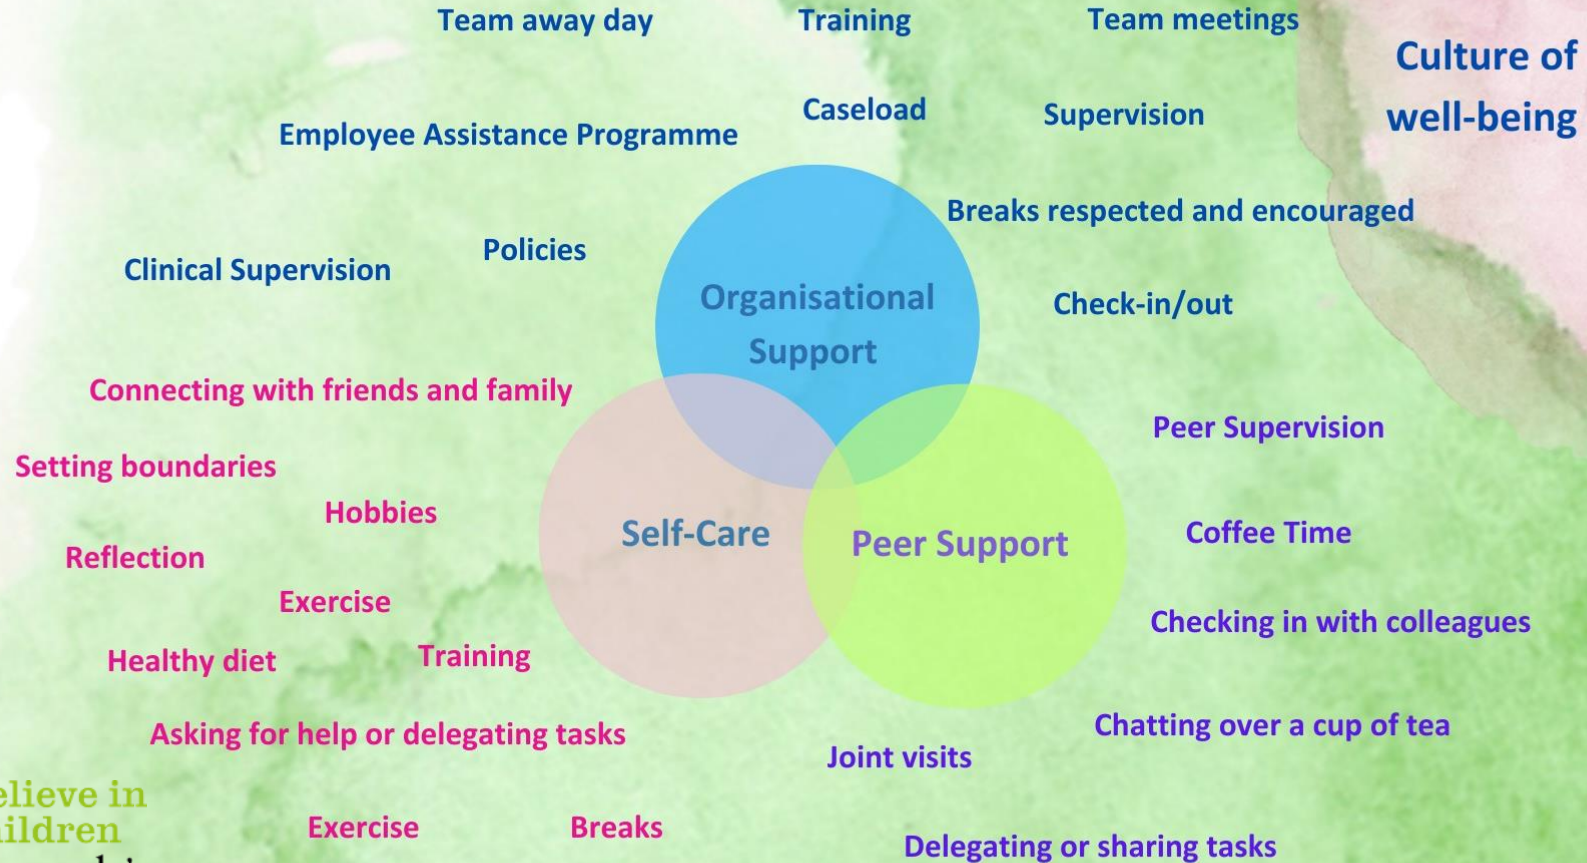 Team away day
Training
Team meetings
Culture of
well-being
Caseload
Supervision
Employee Assistance Programme
Breaks respected and encouraged
Policies
Clinical Supervision
Organisational
Support
Check-in/out
Connecting with friends and family
Peer Supervision
Setting boundaries
Hobbies
Self-Care
Peer Support
Coffee Time
Reflection
Exercise
Checking in with colleagues
Healthy diet
Training
Asking for help or delegating tasks
Chatting over a cup of tea
Joint visits
elieve in
ildren
Exercise
Breaks
Delegating or sharing tasks